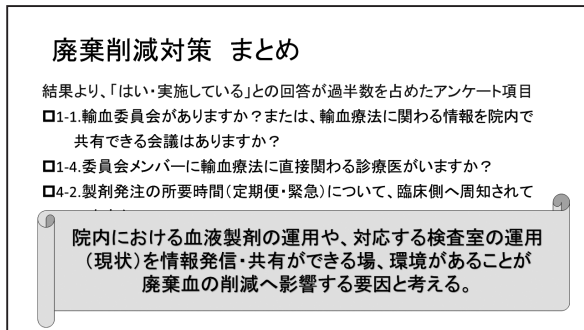 廃棄削減対策 まとめ
結果より、「はい・実施している」との回答が過半数を占めたアンケート項目
□1-1.輸血委員会がありますか？または、輸血療法に関わる情報を院内で
共有できる会議はありますか？
□1-4.委員会メンバーに輸血療法に直接関わる診療医がいますか？
□4-2.製剤発注の所要時間(定期便・緊急)について、臨床側へ周知されて
院内における血液製剤の運用や、対応する検査室の運用
（現状）を情報発信・共有ができる場、環境があることが
廃棄血の削減へ影響する要因と考える。